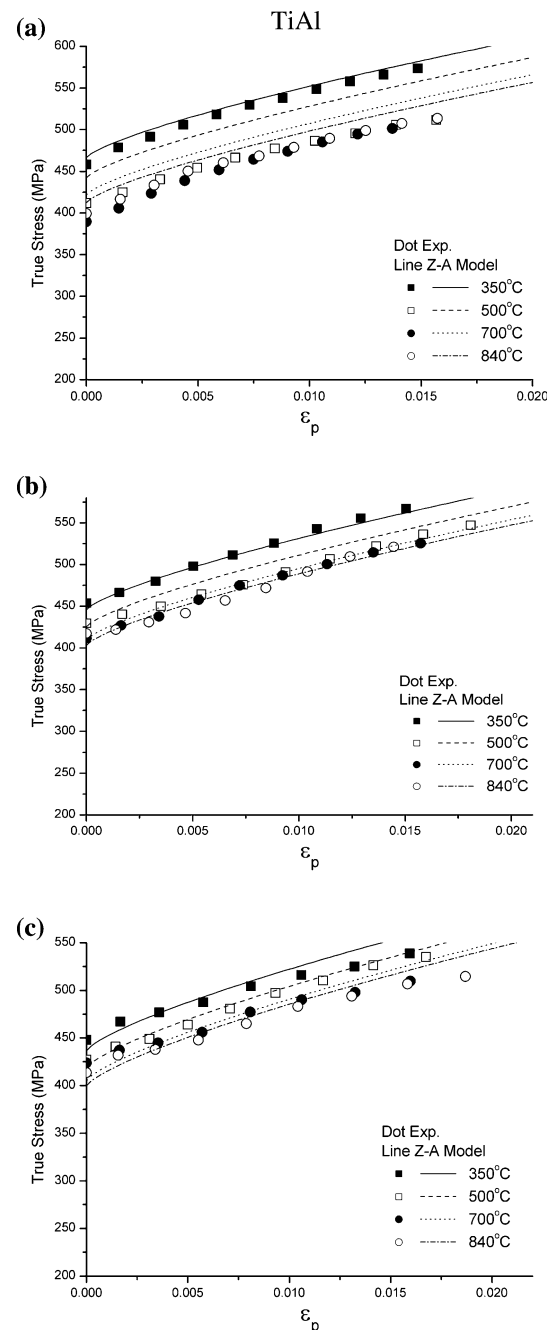 TiAl
(a)
600
550
500
450
400
350
300
250
200
True Stress (MPa)
Dot Exp.
Line Z-A Model
350°C
500°C
700°C
840°C
0.000
0.005
0.010
0.015
0.020
εp
(b)
550
500
450
400
350
300
250
200
True Stress (MPa)
Dot Exp.
Line Z-A Model
350°C
500°C
700°C
840°C
0.000
0.005
0.010
0.015
0.020
εp
(c)
550
500
450
400
350
300
250
200
True Stress (MPa)
Dot Exp.
Line Z-A Model
350°C
500°C
700°C
840°C
0.000
0.005
0.010
0.015
0.020
εp